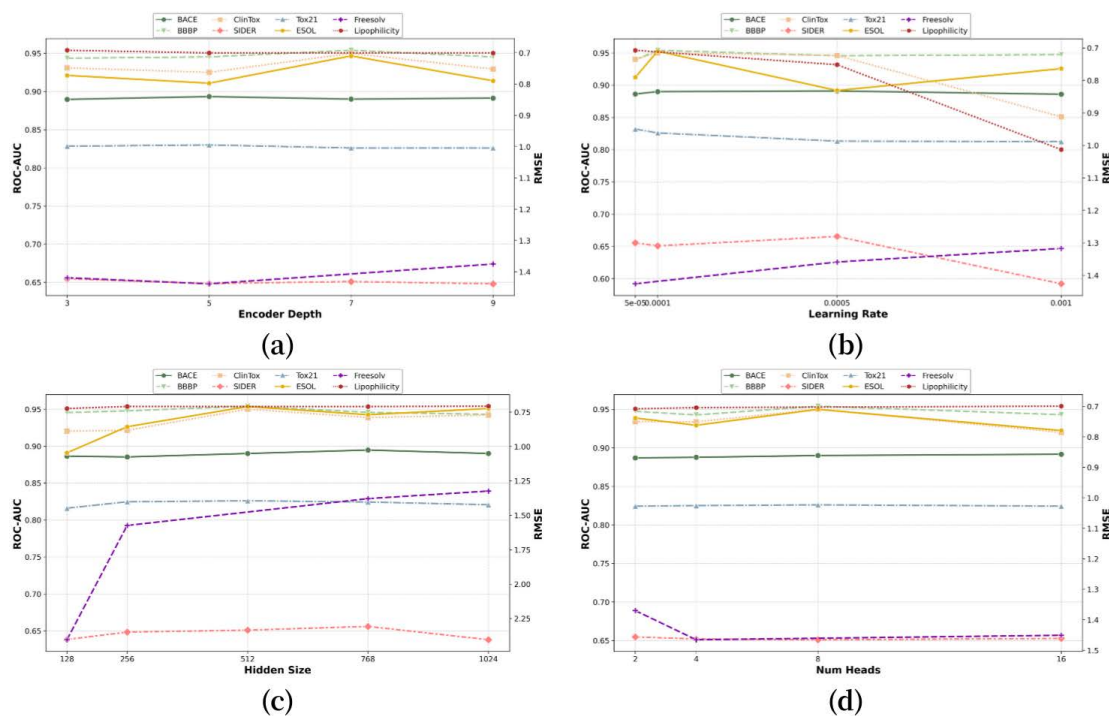 BACE ClinTox Tox21 Freesolv
BBBP SIDER ESOL Lipophilicity
0.95
0.90
0.85
0.80
0.75
0.70
0.65
ROC-AUC
0.7
0.8
0.9
1.0
1.1
1.2
1.3
1.4
RMSE
3 5 7 9
Encoder Depth
(a)
BACE ClinTox Tox21 Freesolv
BBBP SIDER ESOL Lipophilicity
0.95
0.90
0.85
0.80
0.75
0.70
0.65
0.60
ROC-AUC
0.7
0.8
0.9
1.0
1.1
1.2
1.3
1.4
RMSE
5e-05 0.0001 0.0005 0.001
Learning Rate
(b)
BACE ClinTox Tox21 Freesolv
BBBP SIDER ESOL Lipophilicity
0.95
0.90
0.85
0.80
0.75
0.70
0.65
ROC-AUC
0.75
1.00
1.25
1.50
1.75
2.00
2.25
RMSE
128 256 512 768 1024
Hidden Size
(c)
BACE ClinTox Tox21 Freesolv
BBBP SIDER ESOL Lipophilicity
0.95
0.90
0.85
0.80
0.75
0.70
0.65
ROC-AUC
0.7
0.8
0.9
1.0
1.1
1.2
1.3
1.4
1.5
RMSE
2 4 8 16
Num Heads
(d)